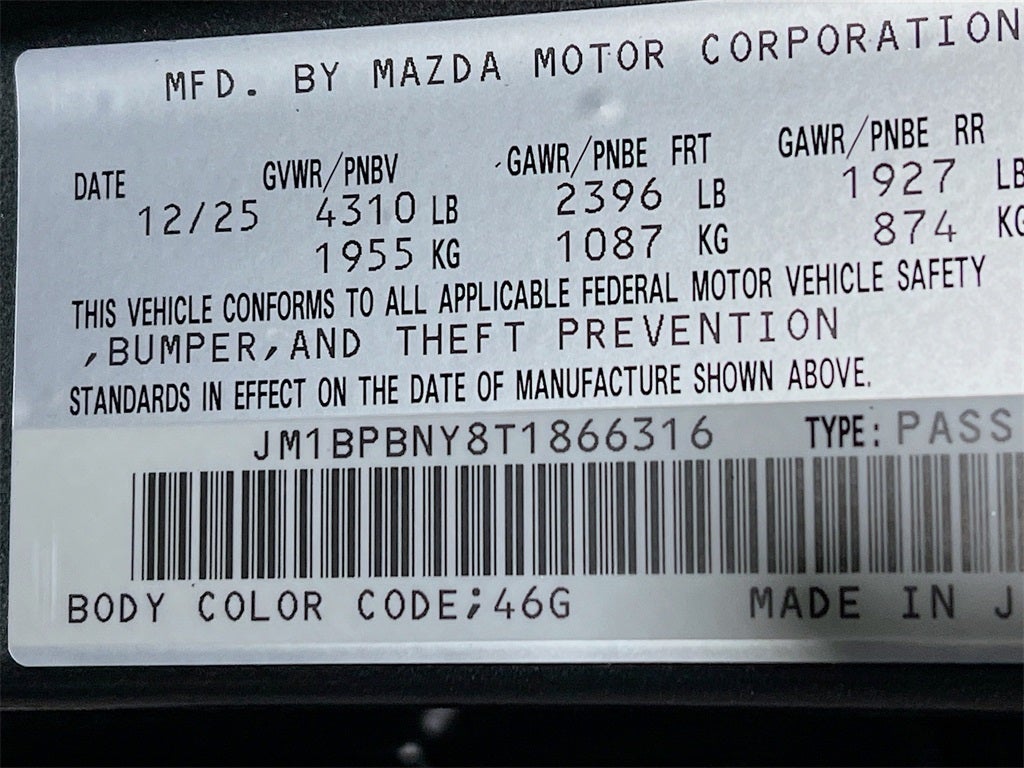 MFD. BY MAZDA MOTOR CORPORATION
DATE GVWR/PNBV GAWR/PNBE FRT GAWR/PNBE RR
12/25 4310 LB 2396 LB 1927 LB
1955 KG 1087 KG 874 KG
THIS VEHICLE CONFORMS TO ALL APPLICABLE FEDERAL MOTOR VEHICLE SAFETY
,BUMPER,AND THEFT PREVENTION
STANDARDS IN EFFECT ON THE DATE OF MANUFACTURE SHOWN ABOVE.
JM1BPBNY8T1866316 TYPE: PASS
BODY COLOR CODE;46G MADE IN J